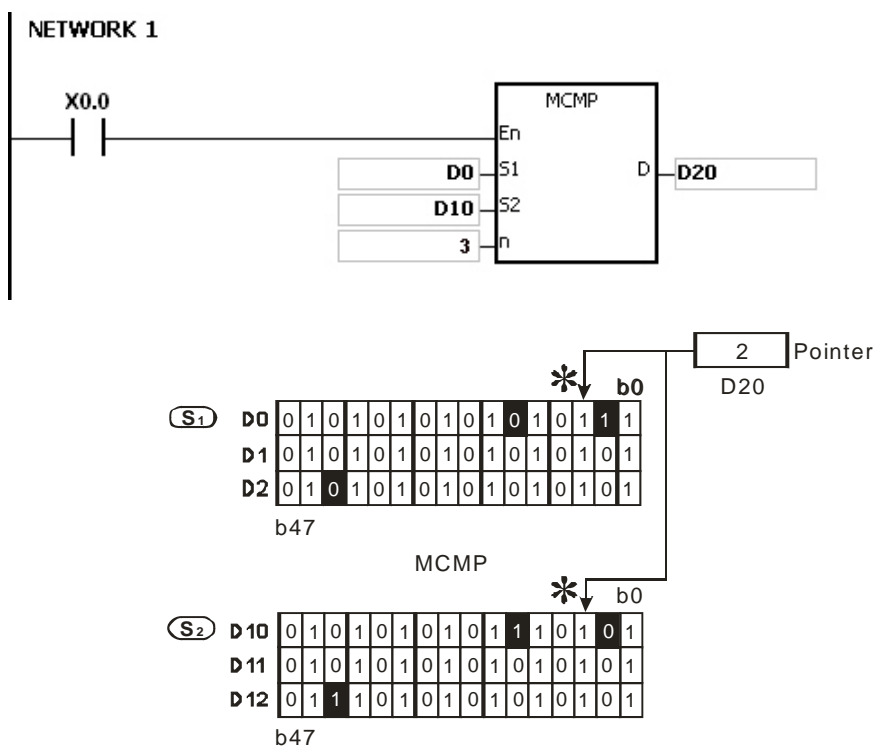 NETWORK 1
X0.0
MCMP
En
D0 S1 D D20
D10 S2
3 n
2 Pointer
D20
* b0
S1 D0 0 1 0 1 0 1 0 1 0 1 0 1 0 1 1 1
D1 0 1 0 1 0 1 0 1 0 1 0 1 0 1 0 1
D2 0 1 0 1 0 1 0 1 0 1 0 1 0 1 0 1
b47
MCMP
* b0
S2 D10 0 1 0 1 0 1 0 1 0 1 1 1 0 1 0 1
D11 0 1 0 1 0 1 0 1 0 1 0 1 0 1 0 1
D12 0 1 1 1 0 1 0 1 0 1 0 1 0 1 0 1
b47